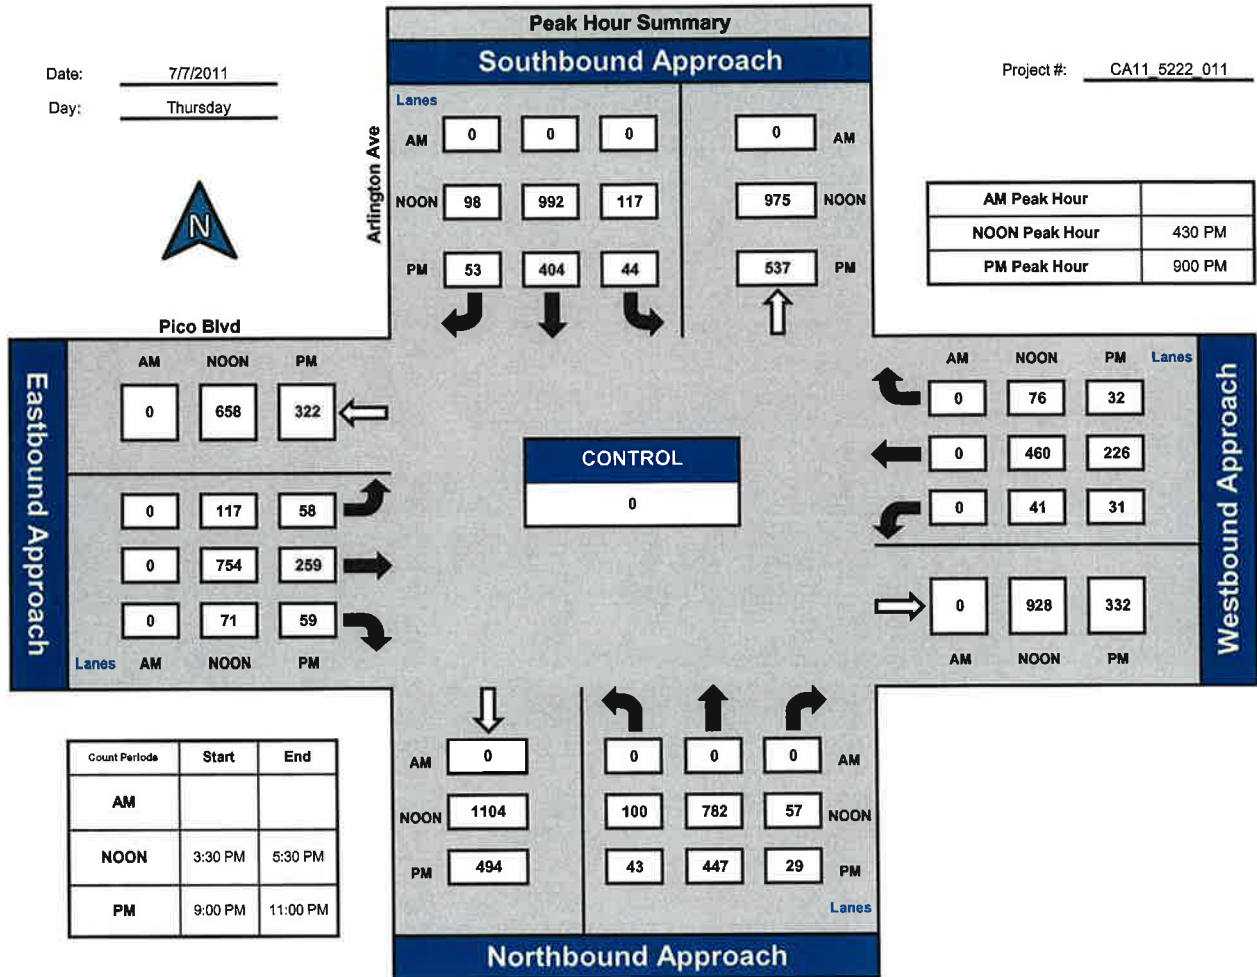 Peak Hour Summary
Southbound Approach
Date: 7/7/2011
Project #: CA11_5222_011
Day: Thursday
Arlington Ave
Lanes
AM 0 0 0 0 AM
NOON 98 992 117 975 NOON
PM 53 404 44 537 PM
N
AM Peak Hour
NOON Peak Hour 430 PM
PM Peak Hour 900 PM
Pico Blvd
Eastbound Approach
AM NOON PM
0 658 322
0 117 58
0 754 259
0 71 59
Lanes AM NOON PM
CONTROL
0
AM NOON PM Lanes
0 76 32
0 460 226
0 41 31
0 928 332
AM NOON PM
Westbound Approach
AM 0 0 0 0 AM
NOON 1104 100 782 57 NOON
PM 494 43 447 29 PM
Lanes
Northbound Approach
Count Periods Start End
AM
NOON 3:30 PM 5:30 PM
PM 9:00 PM 11:00 PM